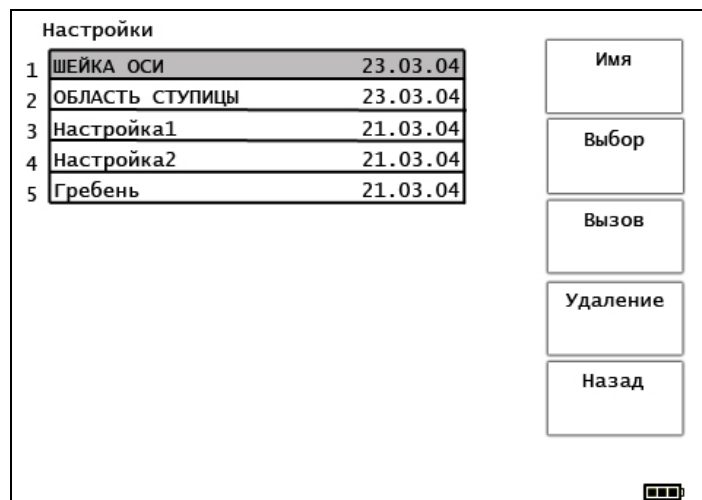 Настройки
1 ШЕЙКА ОСИ 23.03.04
2 ОБЛАСТЬ СТУПИЦЫ 23.03.04
3 Настройка1 21.03.04
4 Настройка2 21.03.04
5 Гребень 21.03.04
Имя
Выбор
Вызов
Удаление
Назад